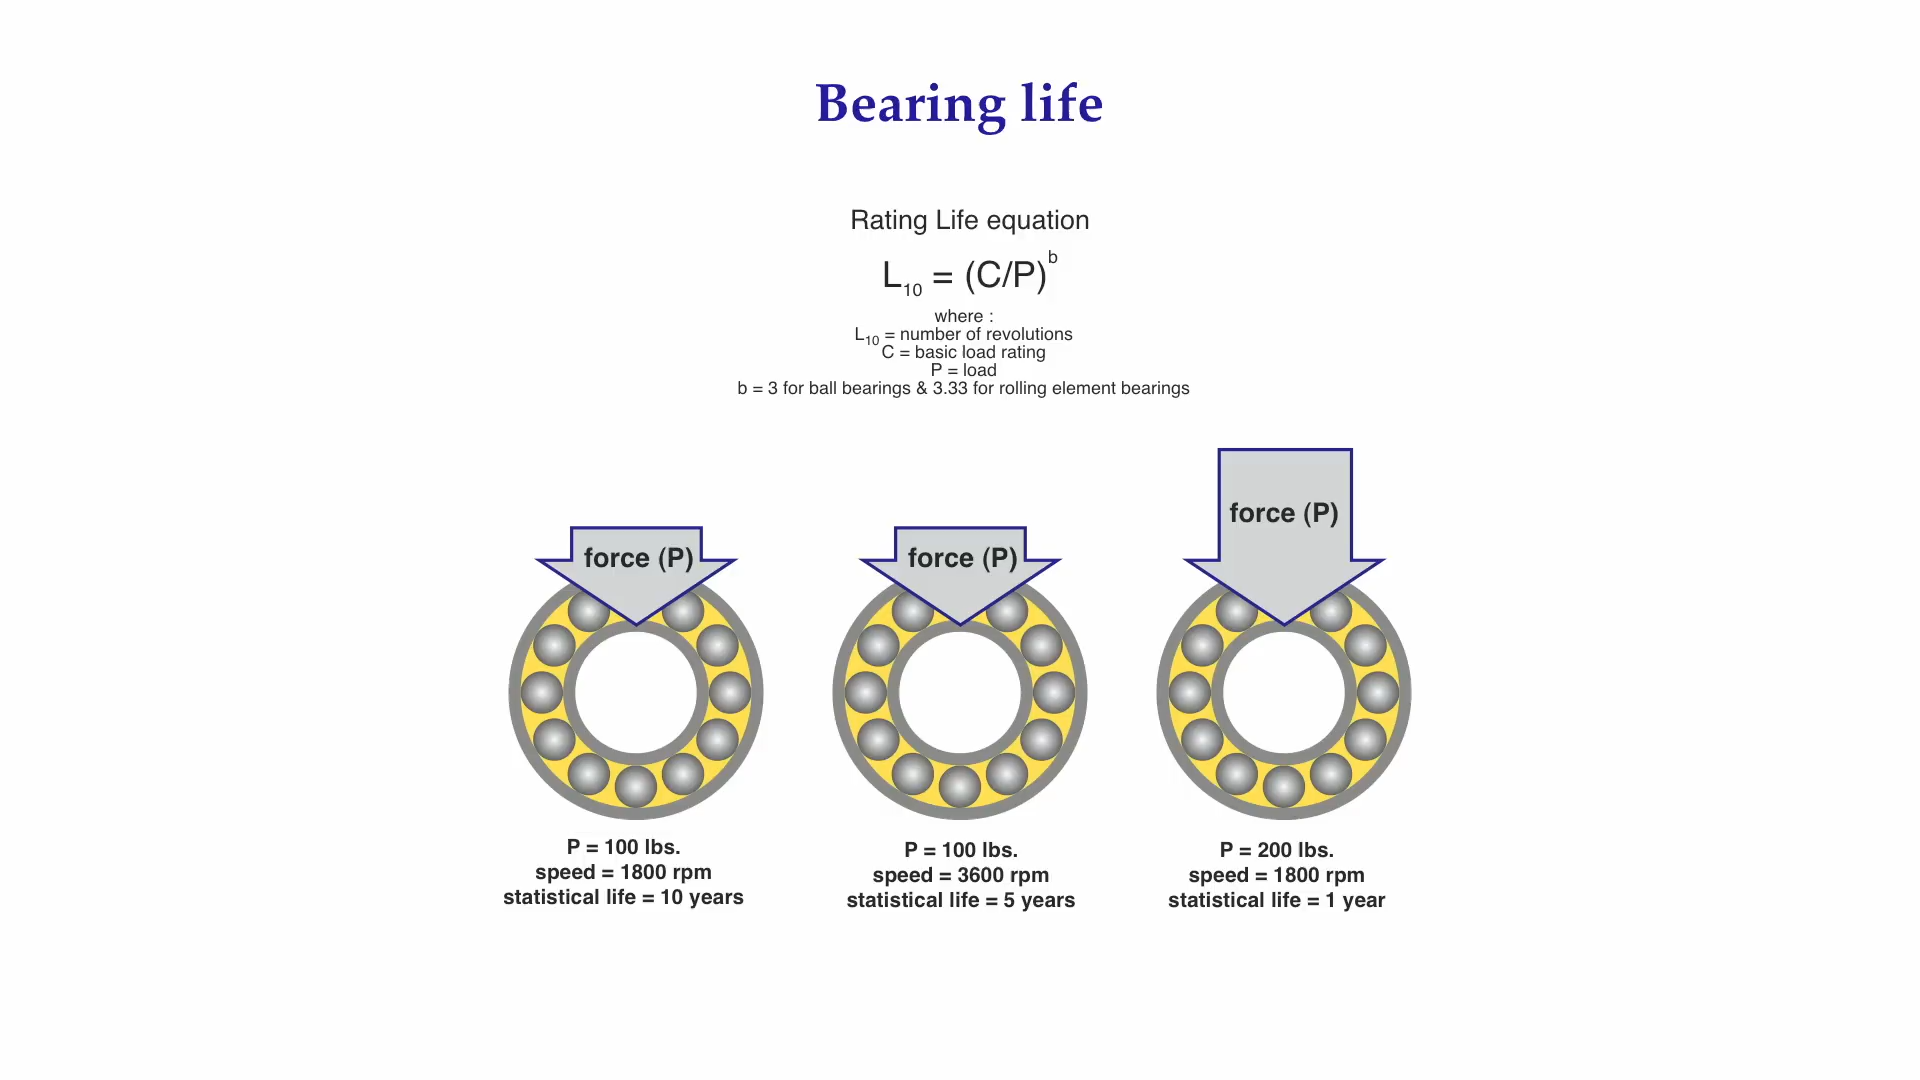 Bearing life
Rating Life equation
L10 = (C/P)b
where :
L10 = number of revolutions
C = basic load rating
P = load
b = 3 for ball bearings & 3.33 for rolling element bearings
force (P)
force (P)
force (P)
P = 100 lbs.
speed = 1800 rpm
statistical life = 10 years
P = 100 lbs.
speed = 3600 rpm
statistical life = 5 years
P = 200 lbs.
speed = 1800 rpm
statistical life = 1 year